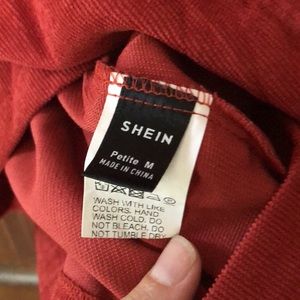 SHEIN
Petite M
MADE IN CHINA
WASH WITH LIKE
COLORS. HAND
WASH COLD. DO
NOT BLEACH. DO
NOT TUMBLE DRY